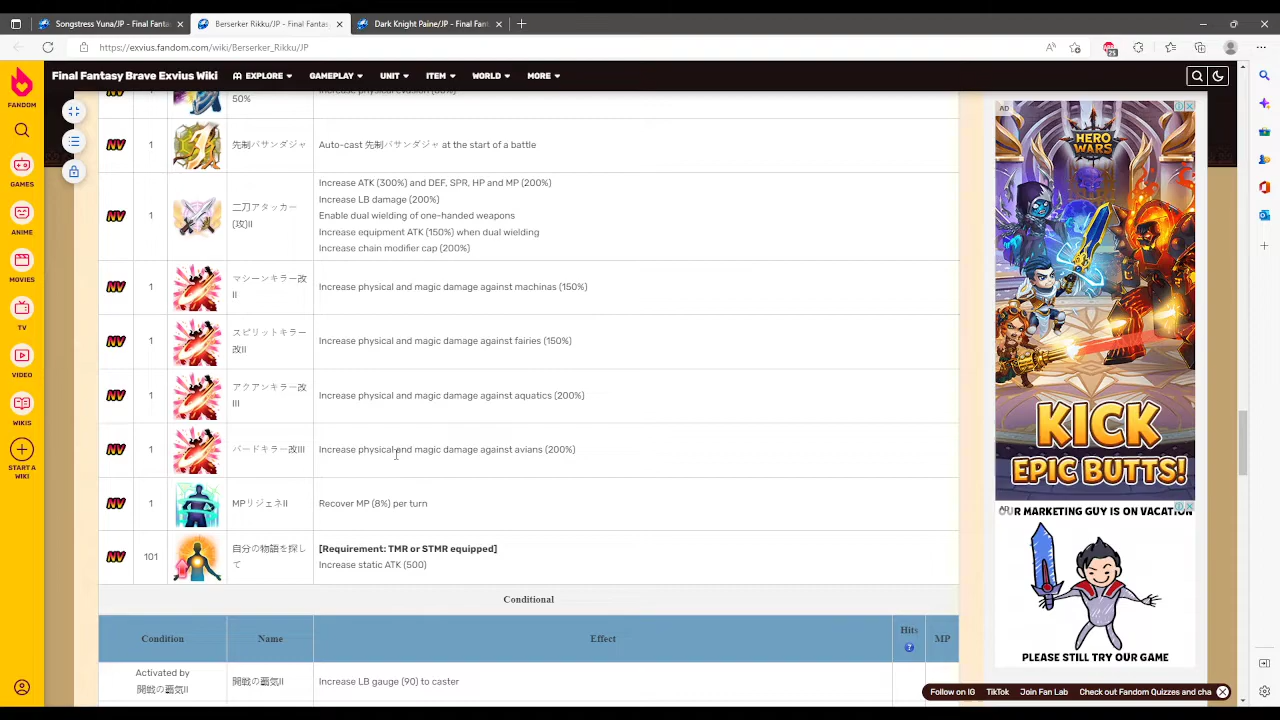 Songstress Yuna/JP - Final Fantas
Berserker Rikku/JP - Final Fantas
Dark Knight Paine/JP - Final Fant
https://exvius.fandom.com/wiki/Berserker_Rikku/JP
25
Final Fantasy Brave Exvius Wiki
EXPLORE
GAMEPLAY
UNIT
ITEM
WORLD
MORE
FANDOM
GAMES
ANIME
MOVIES
TV
VIDEO
WIKIS
START A
WIKI
50%
NV
1
先制バサンダジャ
Auto-cast 先制バサンダジャ at the start of a battle
NV
1
二刀アタッカー
(攻)II
Increase ATK (300%) and DEF, SPR, HP and MP (200%)
Increase LB damage (200%)
Enable dual wielding of one-handed weapons
Increase equipment ATK (150%) when dual wielding
Increase chain modifier cap (200%)
NV
1
マシーンキラー改
II
Increase physical and magic damage against machinas (150%)
NV
1
スピリットキラー
改II
Increase physical and magic damage against fairies (150%)
NV
1
アクアンキラー改
III
Increase physical and magic damage against aquatics (200%)
NV
1
バードキラー改III
Increase physical and magic damage against avians (200%)
NV
1
MPリジェネII
Recover MP (8%) per turn
NV
101
自分の物語を探し
て
[Requirement: TMR or STMR equipped]
Increase static ATK (500)
Conditional
Condition
Name
Effect
Hits
?
MP
Activated by
開戦の覇気II
開戦の覇気II
Increase LB gauge (90) to caster
AD
HERO
WARS
KICK
EPIC BUTTS!
OUR MARKETING GUY IS ON VACATION
PLEASE STILL TRY OUR GAME
Follow on IG
TikTok
Join Fan Lab
Check out Fandom Quizzes and cha